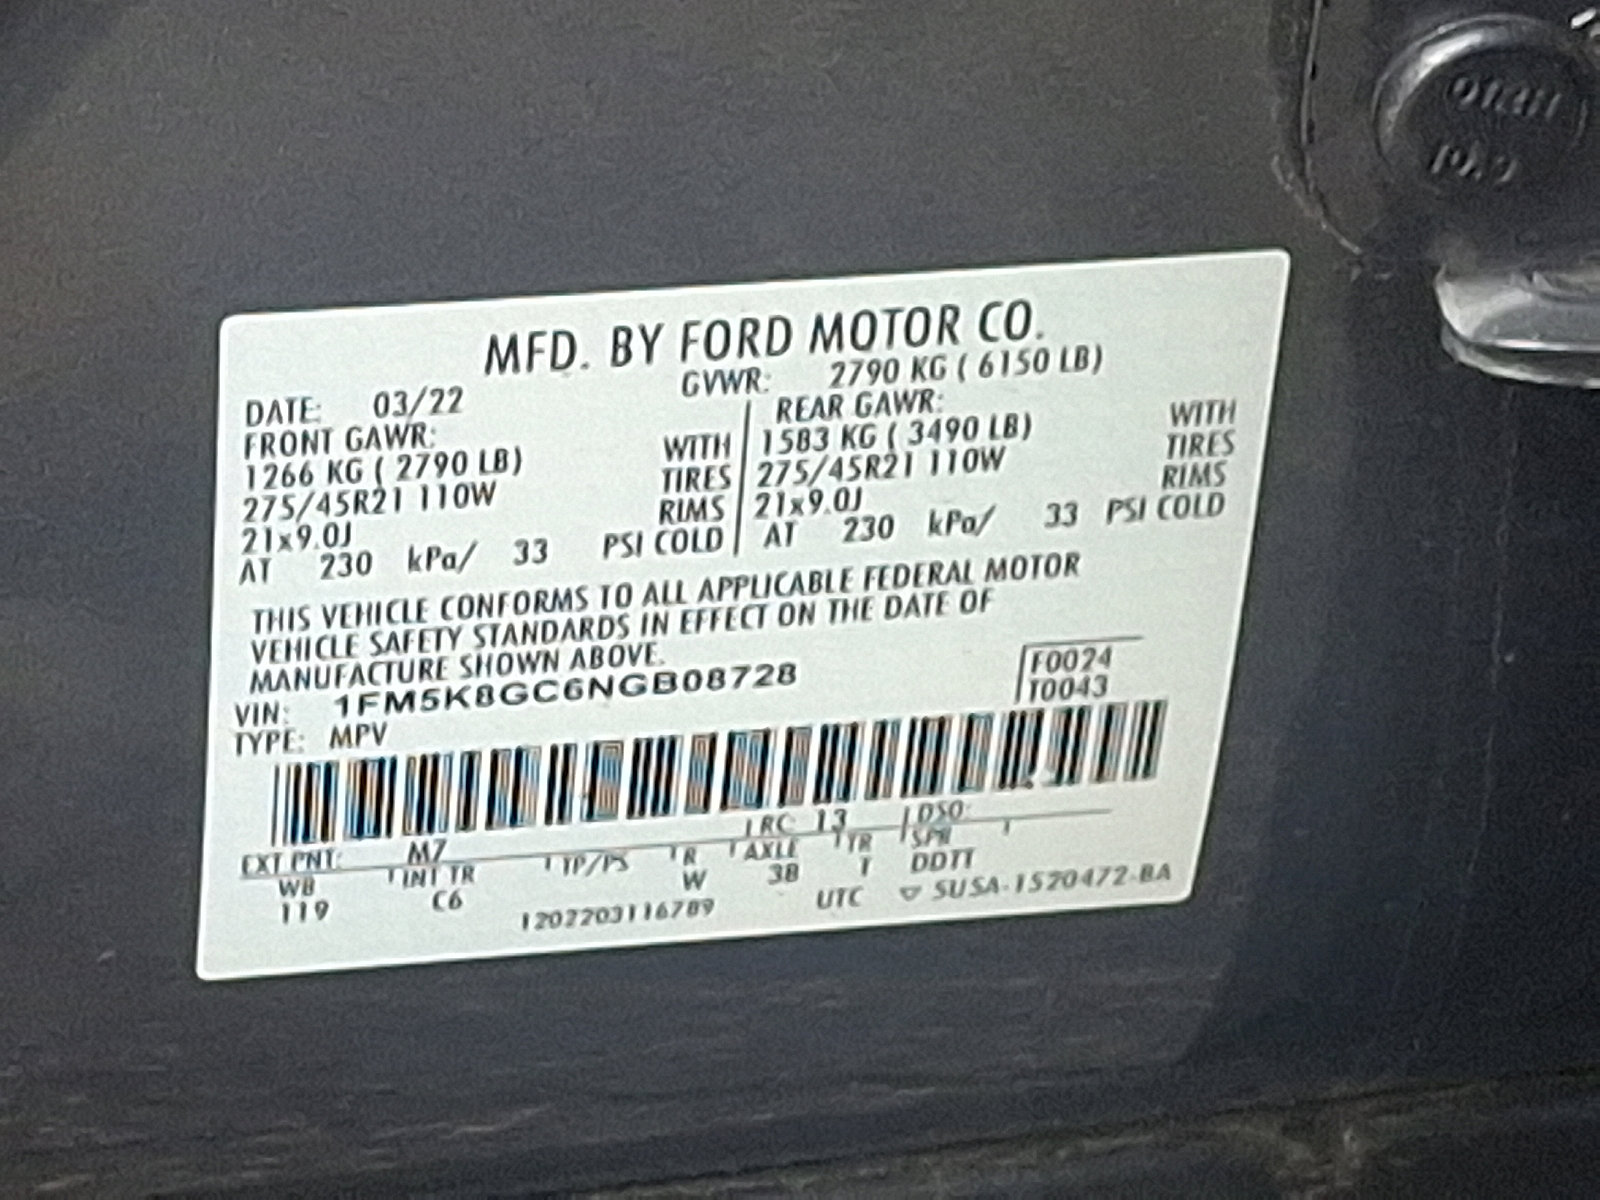 MFD. BY FORD MOTOR CO.
DATE: 03/22 GVWR: 2790 KG ( 6150 LB)
FRONT GAWR: REAR GAWR:
1266 KG ( 2790 LB) WITH 1583 KG ( 3490 LB) WITH
275/45R21 110W TIRES 275/45R21 110W TIRES
21x9.0J RIMS 21x9.0J RIMS
AT 230 kPa/ 33 PSI COLD AT 230 kPa/ 33 PSI COLD
THIS VEHICLE CONFORMS TO ALL APPLICABLE FEDERAL MOTOR
VEHICLE SAFETY STANDARDS IN EFFECT ON THE DATE OF
MANUFACTURE SHOWN ABOVE.
VIN: 1FM5K8GC6NGB08728 F0024
TYPE: MPV T0043
EXT PNT: M7 RC: 13 DSO:
WB INT TR TP/PS R AXLE TR SPR
119 C6 W 38 T DDTT
1202203116789 UTC ▽ SU5A-1520472-BA